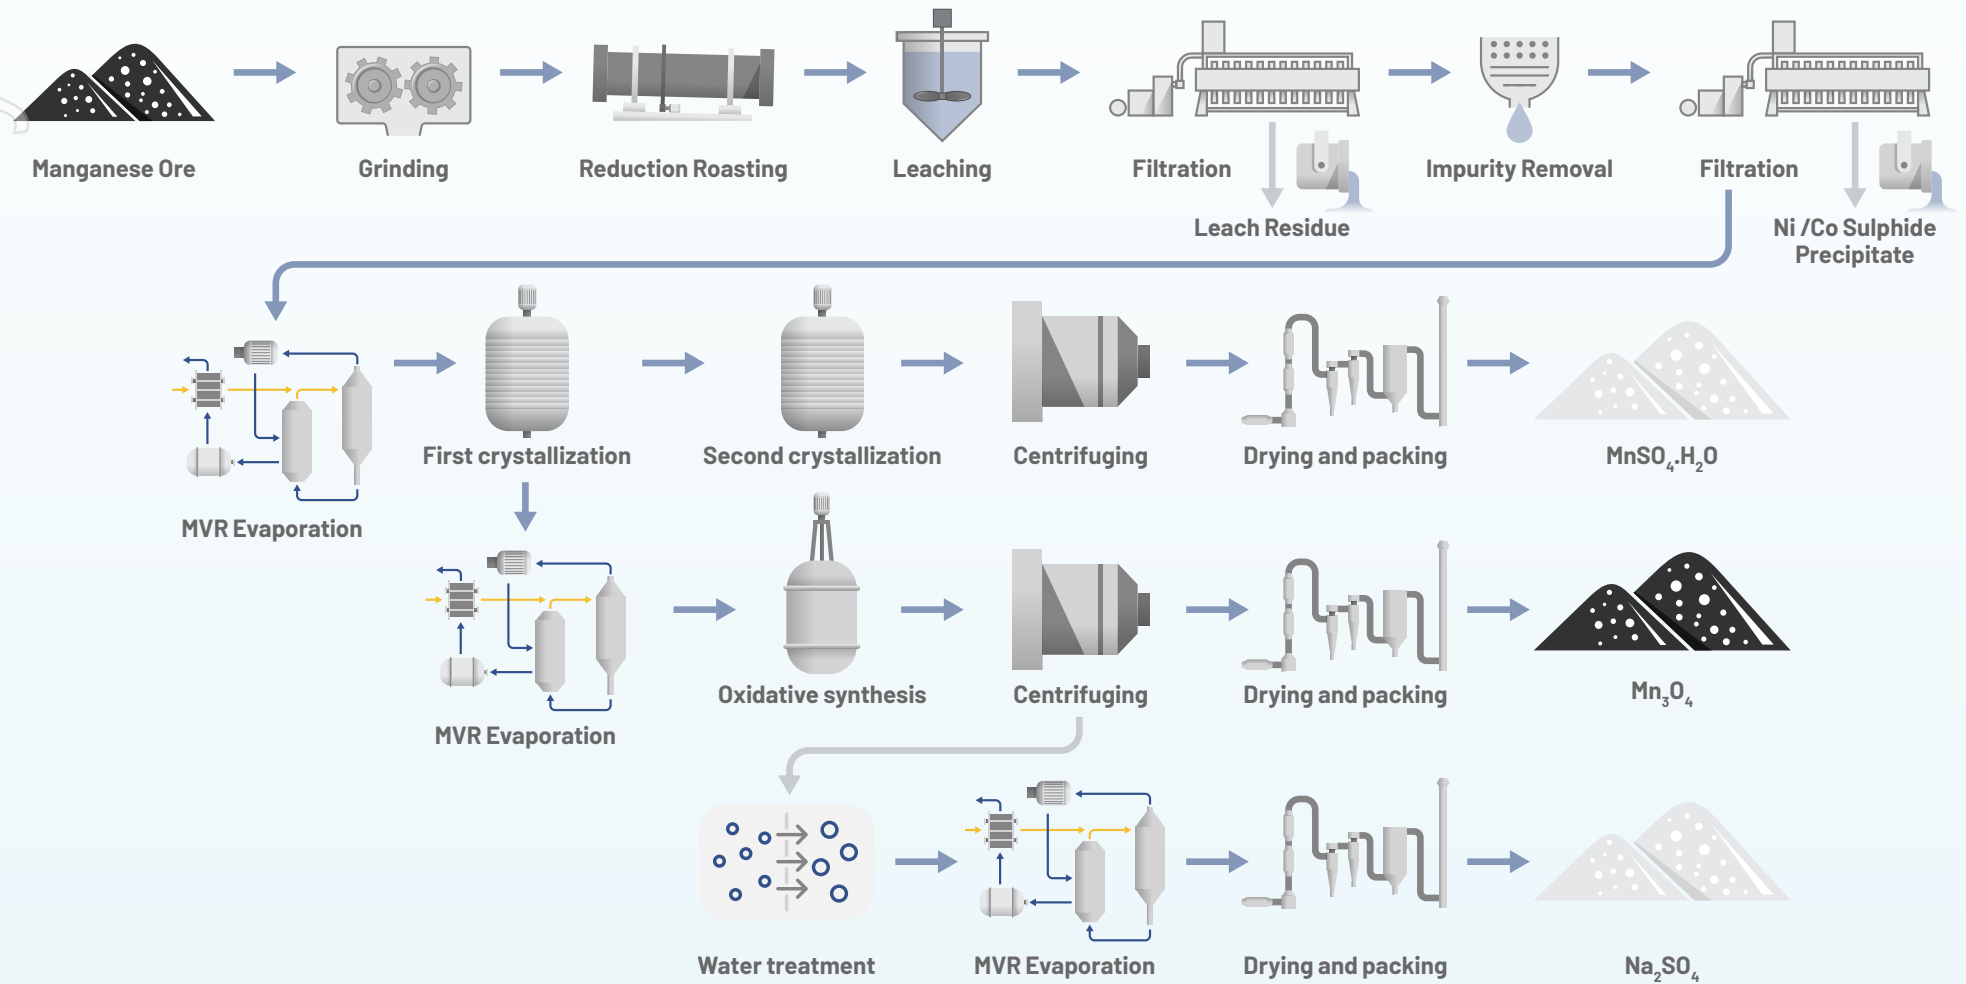 Manganese Ore
Grinding
Reduction Roasting
Leaching
Filtration
Impurity Removal
Filtration
Leach Residue
Ni /Co Sulphide
Precipitate
First crystallization
Second crystallization
Centrifuging
Drying and packing
MnSO₄.H₂O
MVR Evaporation
Oxidative synthesis
Centrifuging
Drying and packing
Mn₃O₄
MVR Evaporation
Water treatment
MVR Evaporation
Drying and packing
Na₂SO₄